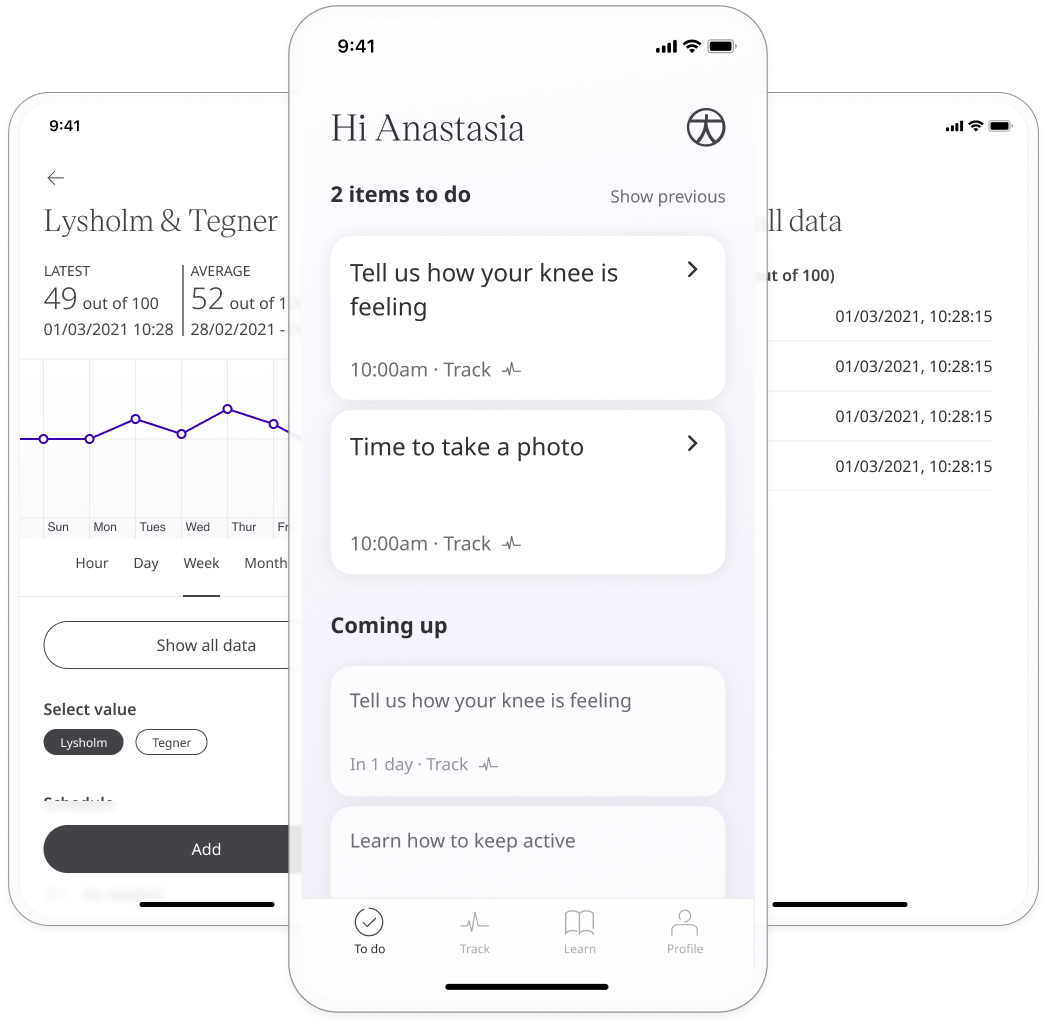 9:41
Lysholm & Tegner
LATEST
49 out of 100
01/03/2021 10:28
AVERAGE
52 out of
28/02/2021 -
Sun Mon Tues Wed Thur
Hour Day Week Month
Show all data
Select value
Lysholm Tegner
Schedule
Add
9:41
Hi Anastasia
2 items to do
Show previous
Tell us how your knee is
feeling
10:00am · Track
Time to take a photo
10:00am · Track
Coming up
Tell us how your knee is feeling
In 1 day · Track
Learn how to keep active
To do Track Learn Profile
all data
out of 100)
01/03/2021, 10:28:15
01/03/2021, 10:28:15
01/03/2021, 10:28:15
01/03/2021, 10:28:15